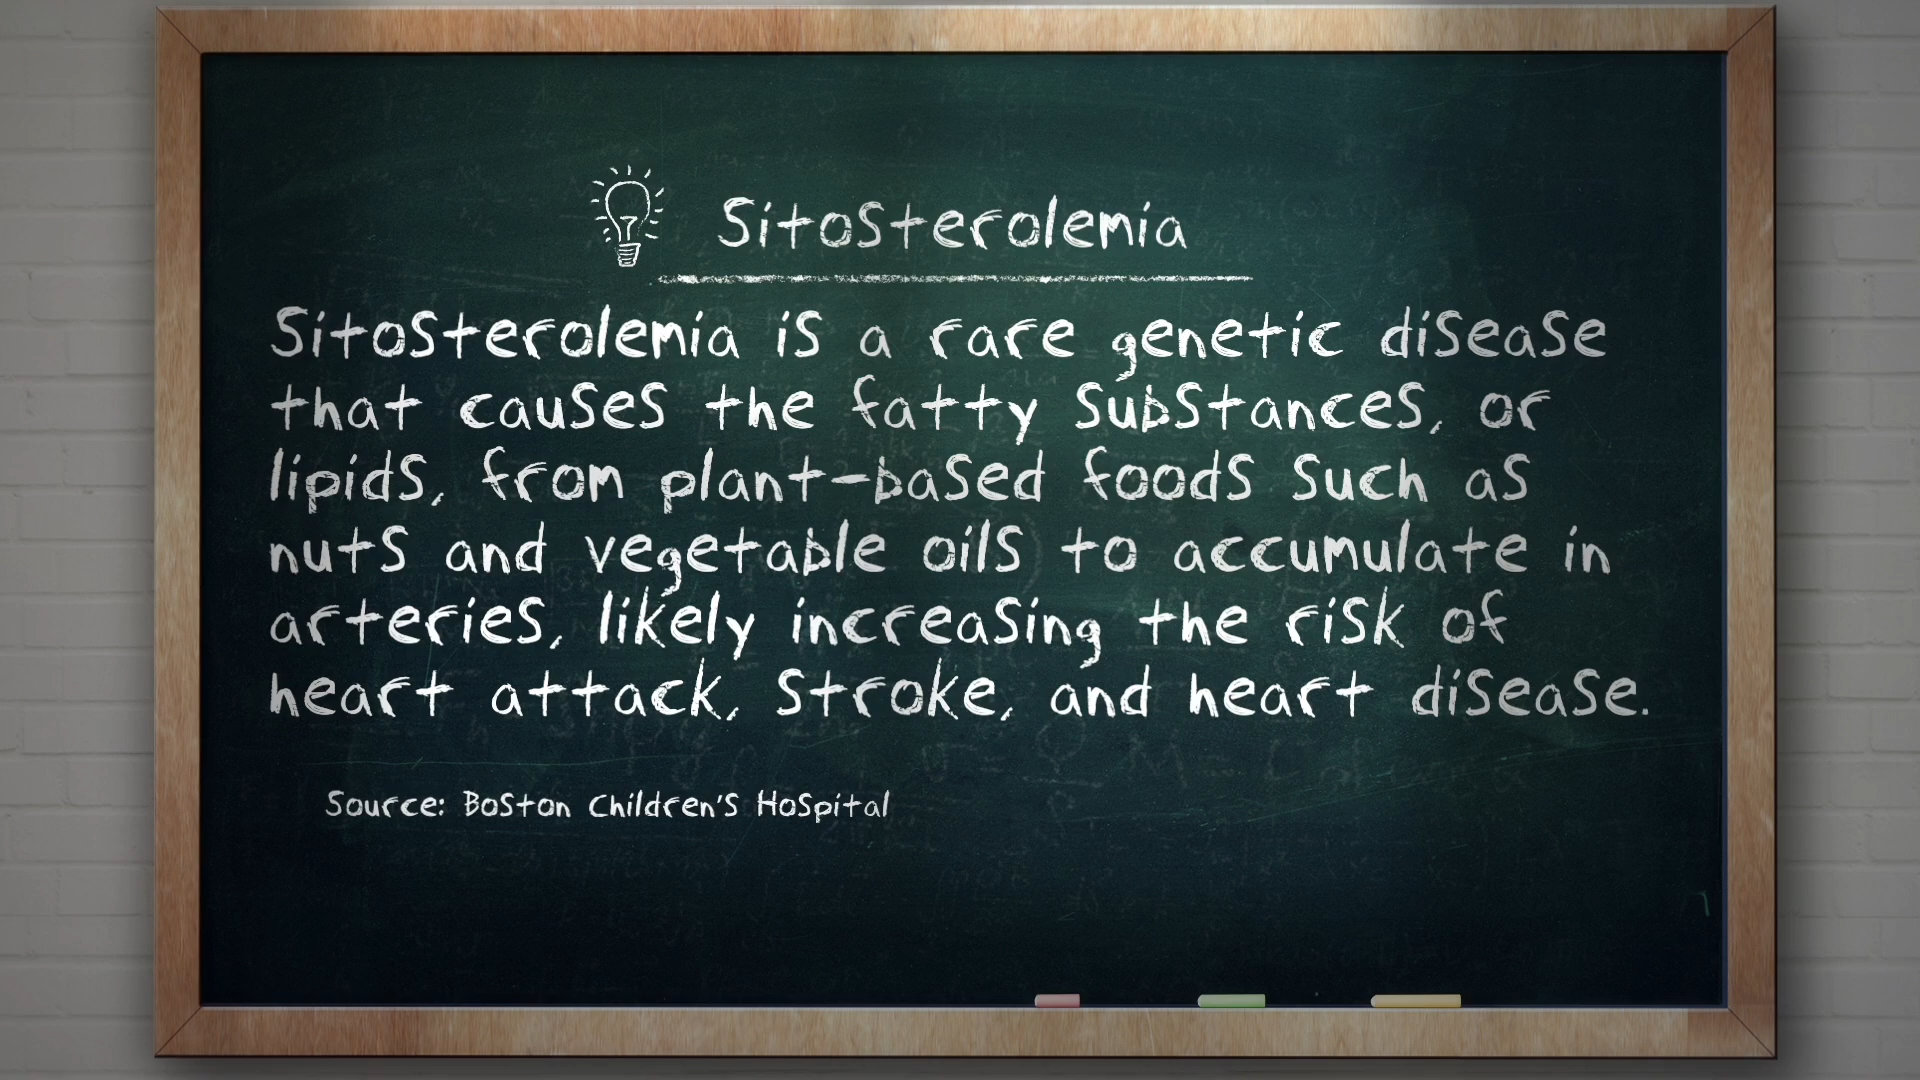 Sitosterolemia
Sitosterolemia is a rare genetic disease
that causes the fatty substances, or
lipids, from plant-based foods such as
nuts and vegetable oils to accumulate in
arteries, likely increasing the risk of
heart attack, stroke, and heart disease.
Source: Boston Children's Hospital